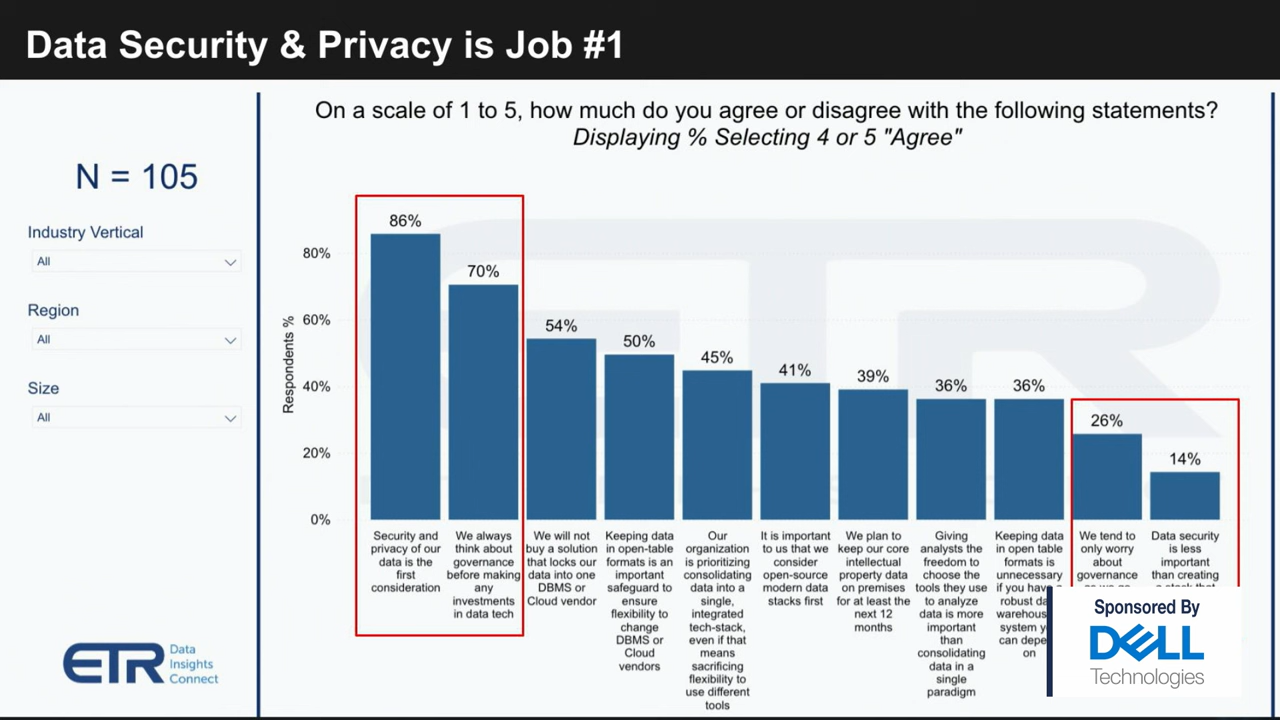 Data Security & Privacy is Job #1
On a scale of 1 to 5, how much do you agree or disagree with the following statements?
Displaying % Selecting 4 or 5 "Agree"
N = 105
Industry Vertical
All
Region
All
Size
All
Respondents %
80%
60%
40%
20%
0%
86%
70%
54%
50%
45%
41%
39%
36%
36%
26%
14%
Security and
privacy of our
data is the
first
consideration
We always
think about
governance
before making
any
investments
in data tech
We will not
buy a solution
that locks our
data into one
DBMS or
Cloud vendor
Keeping data
in open-table
formats is an
important
safeguard to
ensure
flexibility to
change
DBMS or
Cloud
vendors
Our
organization
is prioritizing
consolidating
data into a
single,
integrated
tech-stack,
even if that
means
sacrificing
flexibility to
use different
tools
It is important
to us that we
consider
open-source
modern data
stacks first
We plan to
keep our core
intellectual
property data
on premises
for at least the
next 12
months
Giving
analysts the
freedom to
choose the
tools they use
to analyze
data is more
important
than
consolidating
data in a
single
paradigm
Keeping data
in open table
formats is
unnecessary
if you have
robust
system
can
on
We tend to
only worry
about
governance
Data security
is less
important
than creating
Sponsored By
DELL
Technologies
ETR
Data
Insights
Connect
ETR